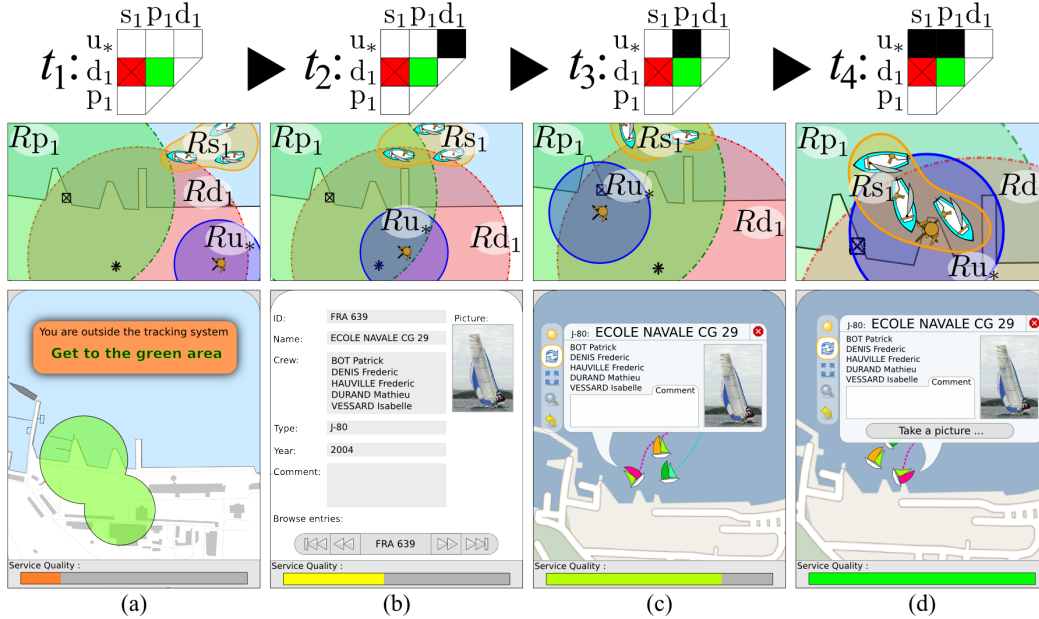 s₁ p₁ d₁ s₁ p₁ d₁ s₁ p₁ d₁ s₁ p₁ d₁
t₁: u* t₂: u* t₃: u* t₄: u*
d₁ d₁ d₁ d₁
p₁ p₁ p₁ p₁
Rp₁ Rs₁ Rd₁ Ru*
Rp₁ Rs₁ Rd₁ Ru*
Rs₁ Ru* Rd₁
Rp₁ Rs₁ Rd Ru*
You are outside the tracking system
Get to the green area
Service Quality :
ID: FRA 639 Picture:
Name: ECOLE NAVALE CG 29
Crew: BOT Patrick
DENIS Frederic
HAUVILLE Frederic
DURAND Mathieu
VESSARD Isabelle
Type: J-80
Year: 2004
Comment:
Browse entries:
FRA 639
Service Quality :
J-80: ECOLE NAVALE CG 29
BOT Patrick
DENIS Frederic
HAUVILLE Frederic
DURAND Mathieu
VESSARD Isabelle
Comment
Service Quality :
J-80: ECOLE NAVALE CG 29
BOT Patrick
DENIS Frederic
HAUVILLE Frederic
DURAND Mathieu
VESSARD Isabelle
Comment
Take a picture ...
Service Quality :
(a) (b) (c) (d)